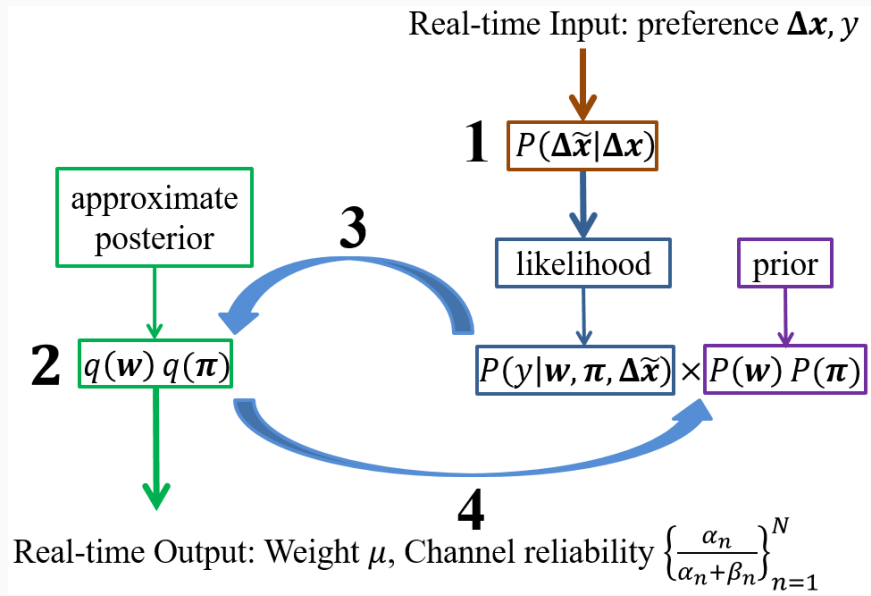 Real-time Input: preference Δx, y
1
P(Δx̃|Δx)
approximate
posterior
3
likelihood
prior
2
q(w) q(π)
P(y|w, π, Δx̃) × P(w) P(π)
4
Real-time Output: Weight μ, Channel reliability {αₙ/(αₙ+βₙ)}ₙ₌₁ᴺ